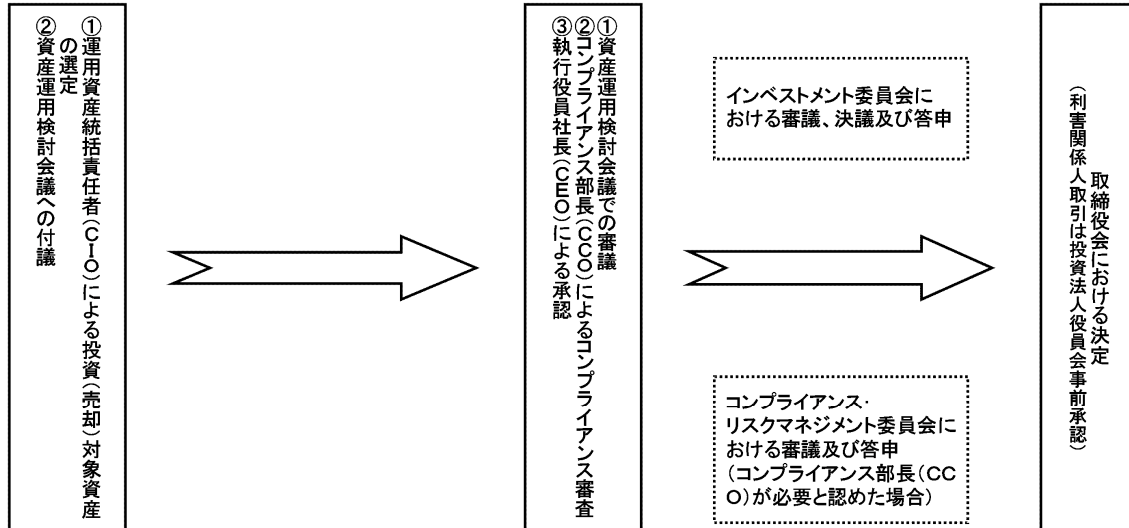 ①運用資産統括責任者(CIO)による投資(売却)対象資産
の選定
②資産運用検討会議への付議
①資産運用検討会議での審議
②コンプライアンス部長(CCO)によるコンプライアンス審査
③執行役員社長(CEO)による承認
インベストメント委員会に
おける審議、決議及び答申
コンプライアンス・
リスクマネジメント委員会に
おける審議及び答申
(コンプライアンス部長(CC
O)が必要と認めた場合)
取締役会における決定
(利害関係人取引は投資法人役員会事前承認)